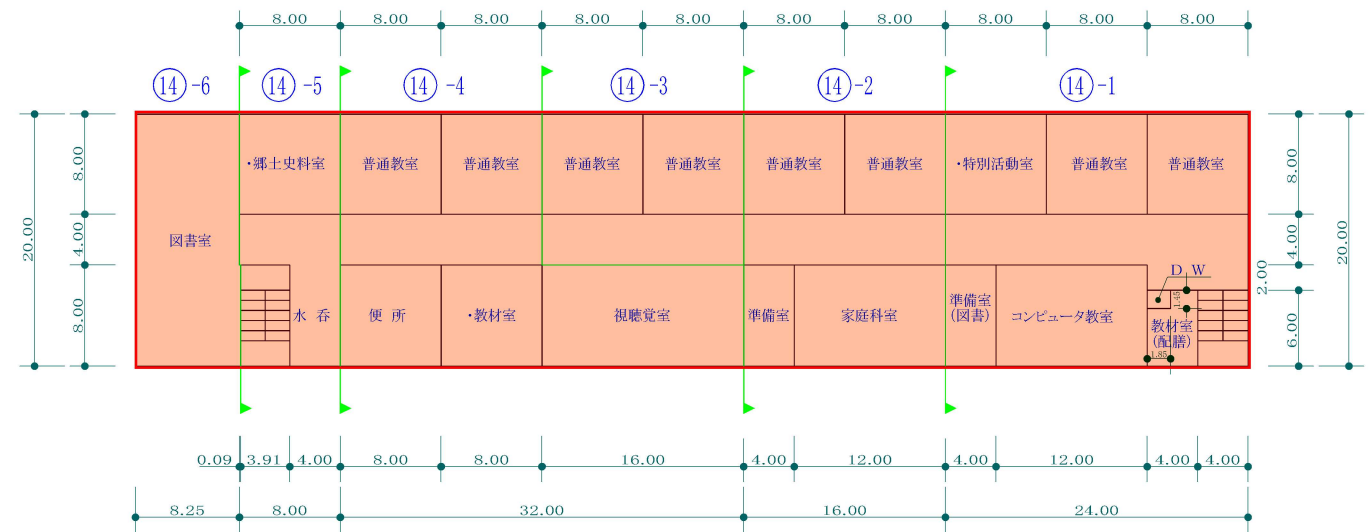 8.00 8.00 8.00 8.00 8.00 8.00 8.00 8.00 8.00 8.00
⑭-6 ⑭-5 ⑭-4 ⑭-3 ⑭-2 ⑭-1
20.00
8.00
4.00
8.00
・郷土史料室 普通教室 普通教室 普通教室 普通教室 普通教室 普通教室 ・特別活動室 普通教室 普通教室
図書室
水呑 便所 ・教材室 視聴覚室 準備室 家庭科室
準備室
(図書)
コンピュータ教室
D.W
1.45
教材室
(配膳)
1.85
8.00
4.00
2.00
6.00
20.00
0.09 3.91 4.00 8.00 8.00 16.00 4.00 12.00 4.00 12.00 4.00 4.00
8.25 8.00 32.00 16.00 24.00